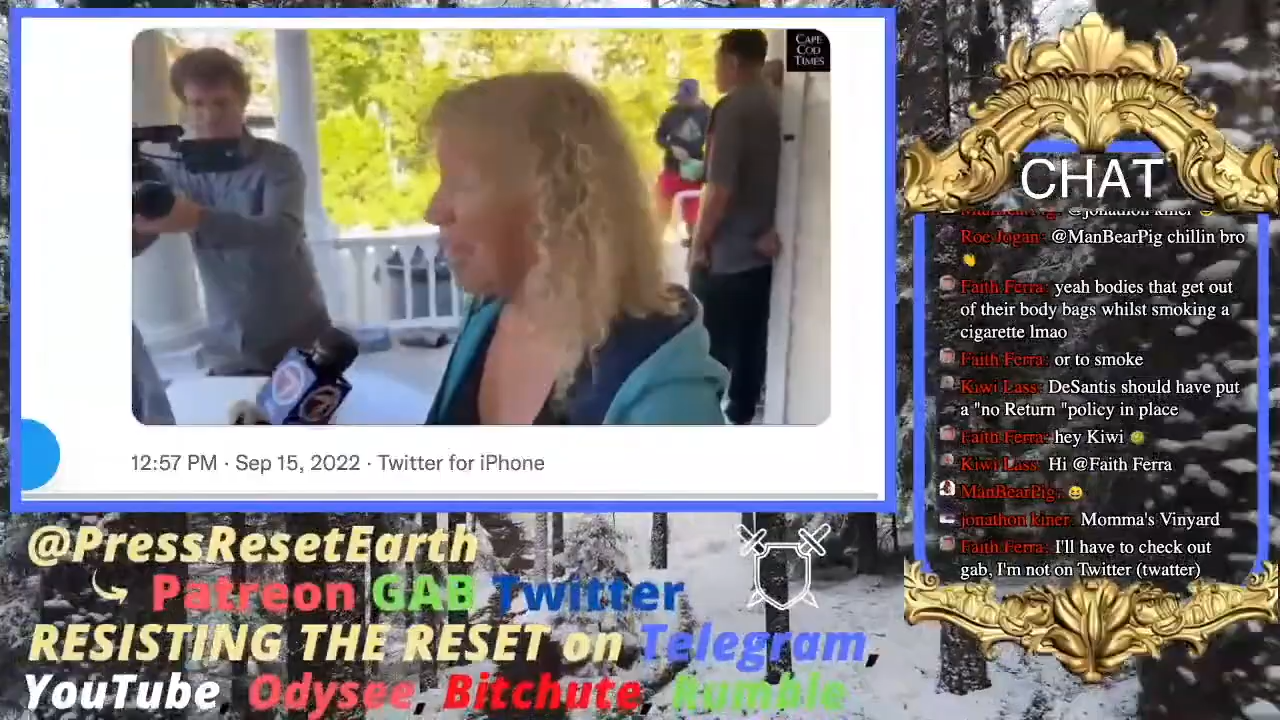 CAPE
COD
TIMES
12:57 PM · Sep 15, 2022 · Twitter for iPhone
@PressResetEarth
Patreon GAB Twitter
RESISTING THE RESET on Telegram,
YouTube, Odysee, Bitchute, Rumble
CHAT
@jonathon kiner
Roe Jogan: @ManBearPig chillin bro
👏
Faith Ferra: yeah bodies that get out
of their body bags whilst smoking a
cigarette lmao
Faith Ferra: or to smoke
Kiwi Lass: DeSantis should have put
a "no Return "policy in place
Faith Ferra: hey Kiwi
Kiwi Lass: Hi @Faith Ferra
ManBearPig: 😆
jonathon kiner: Momma's Vinyard
Faith Ferra: I'll have to check out
gab, I'm not on Twitter (twatter)